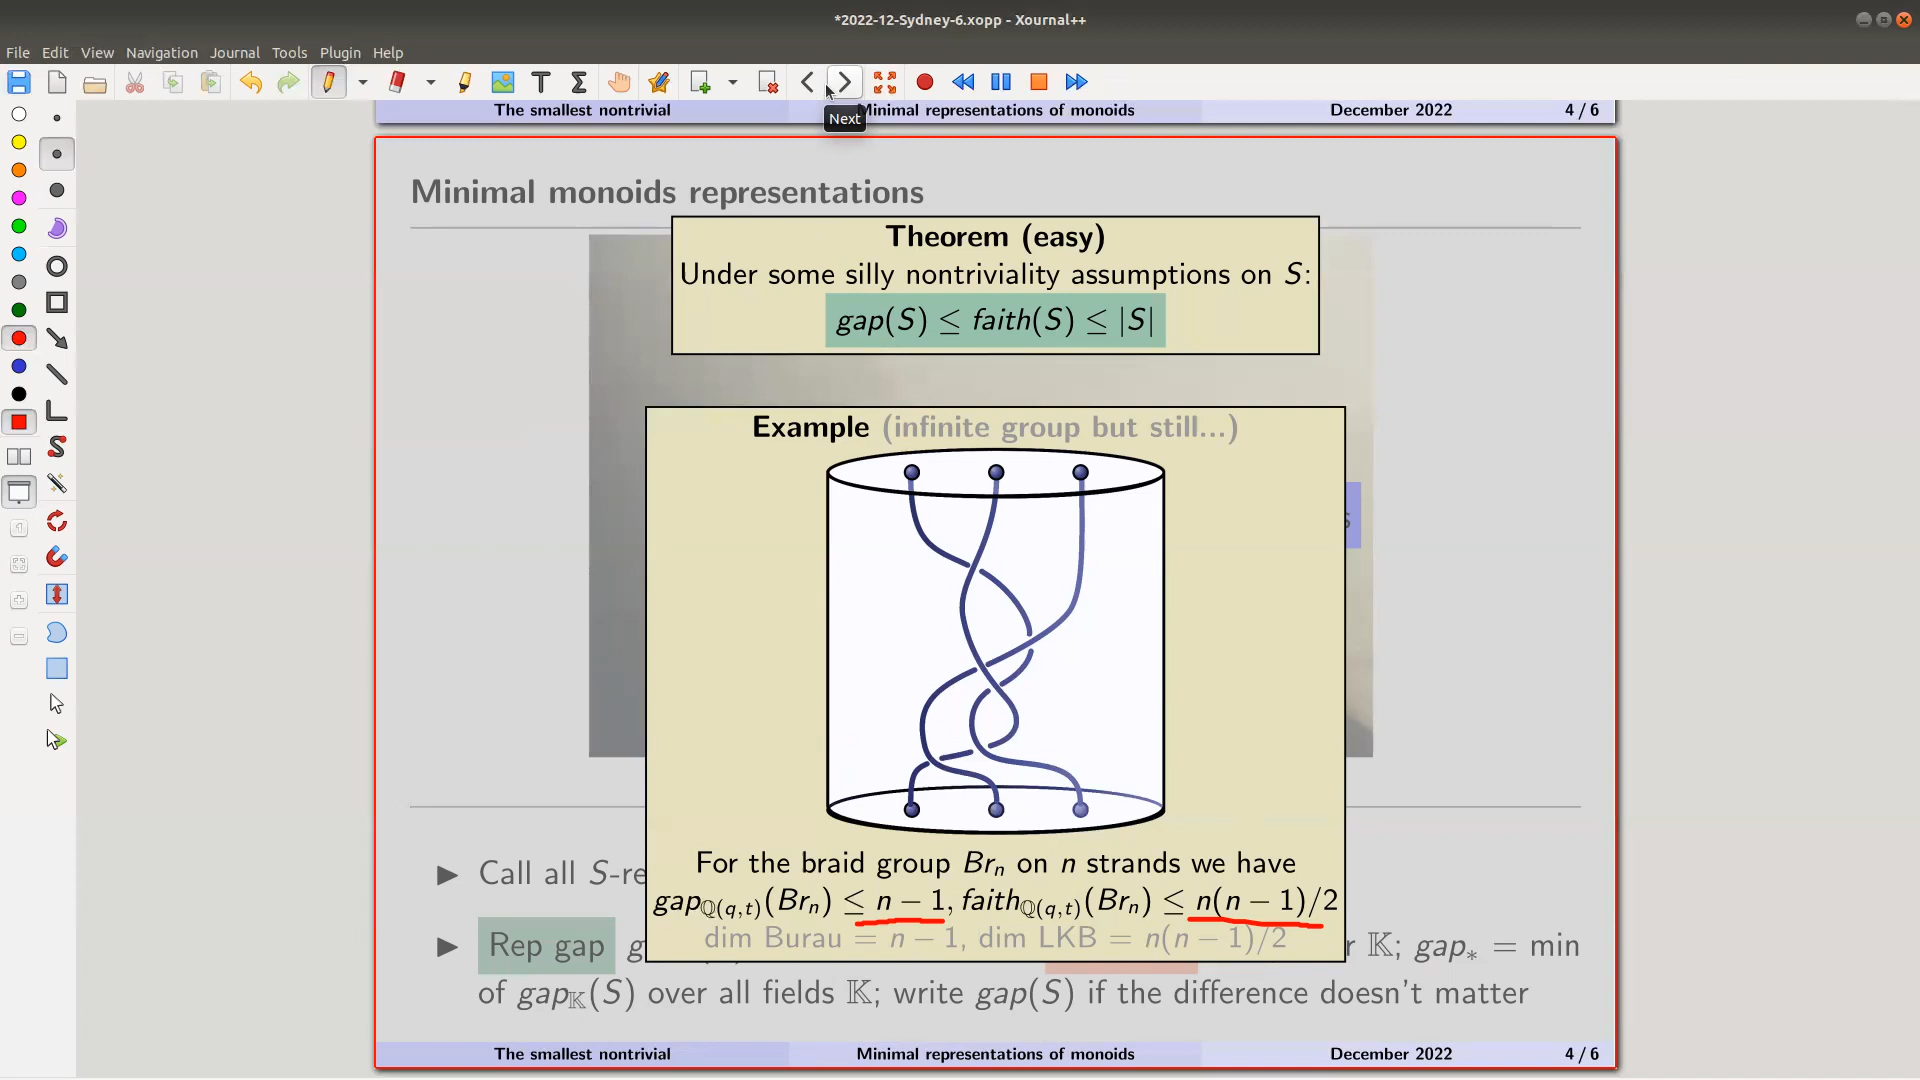 *2022-12-Sydney-6.xopp - Xournal++
File Edit View Navigation Journal Tools Plugin Help
The smallest nontrivial Minimal representations of monoids December 2022 4 / 6
Next
Minimal monoids representations
Theorem (easy)
Under some silly nontriviality assumptions on S:
gap(S) ≤ faith(S) ≤ |S|
Example (infinite group but still...)
s
For the braid group Brₙ on n strands we have
gap_{ℚ(q,t)}(Brₙ) ≤ n − 1, faith_{ℚ(q,t)}(Brₙ) ≤ n(n − 1)/2
dim Burau = n − 1, dim LKB = n(n − 1)/2
► Call all S-re
► Rep gap g r 𝕂; gap_* = min
of gap_𝕂(S) over all fields 𝕂; write gap(S) if the difference doesn't matter
The smallest nontrivial Minimal representations of monoids December 2022 4 / 6